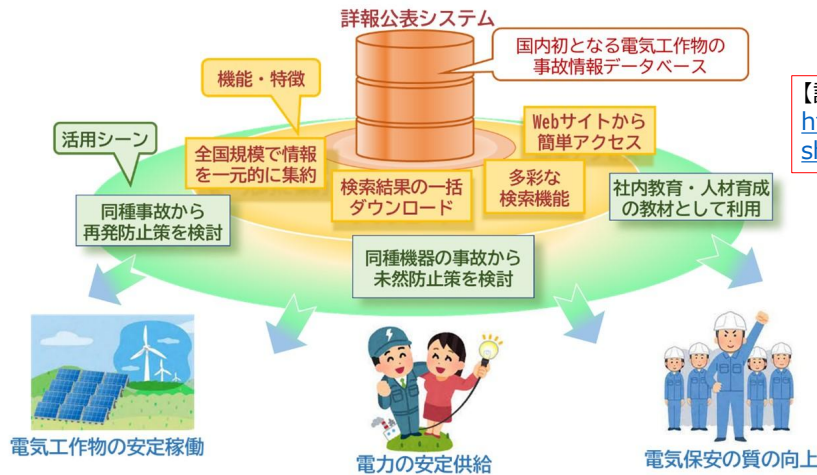 詳報公表システム
国内初となる電気工作物の
事故情報データベース
機能・特徴
活用シーン
全国規模で情報
を一元的に集約
検索結果の一括
ダウンロード
多彩な
検索機能
Webサイトから
簡単アクセス
同種事故から
再発防止策を検討
同種機器の事故から
未然防止策を検討
社内教育・人材育成
の教材として利用
電気工作物の安定稼働
電力の安定供給
電気保安の質の向上